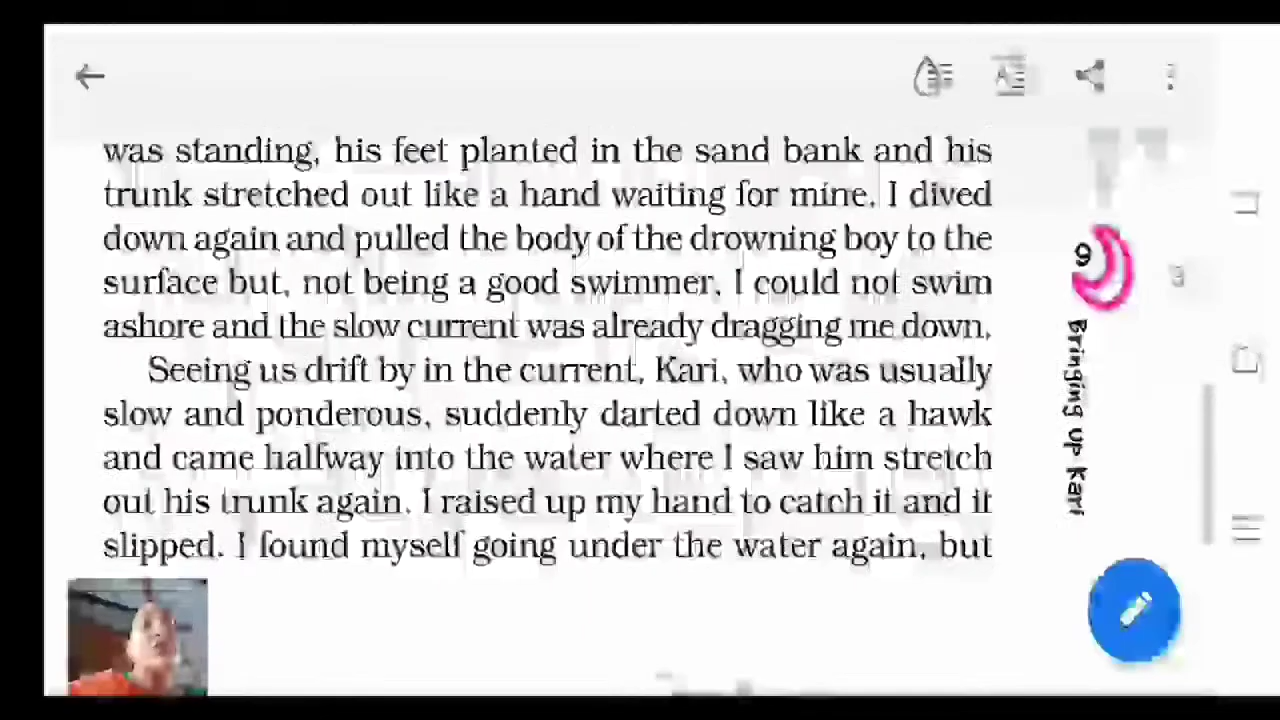 was standing, his feet planted in the sand bank and his
trunk stretched out like a hand waiting for mine. I dived
down again and pulled the body of the drowning boy to the
surface but, not being a good swimmer, I could not swim
ashore and the slow current was already dragging me down.
Seeing us drift by in the current, Kari, who was usually
slow and ponderous, suddenly darted down like a hawk
and came halfway into the water where I saw him stretch
out his trunk again. I raised up my hand to catch it and it
slipped. I found myself going under the water again, but
9
Bringing Up Kari